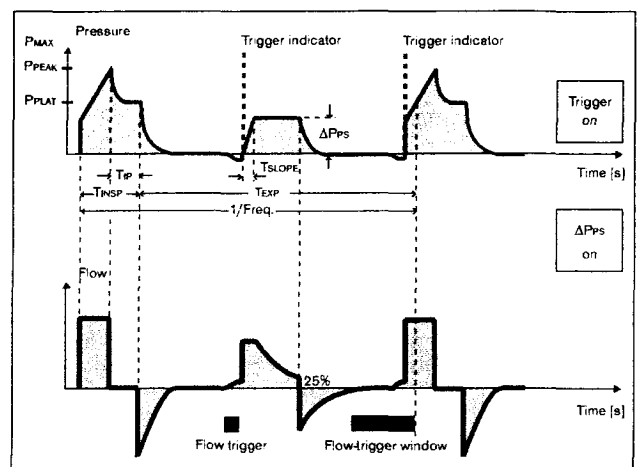 Pressure
Trigger indicator
Trigger indicator
PMAX
PPEAK
PPLAT
Trigger
on
ΔPPS
TIP
TSLOPE
Time [s]
TINSP
TEXP
1/Freq.
ΔPPS
on
Flow
25%
Time [s]
Flow trigger
Flow-trigger window